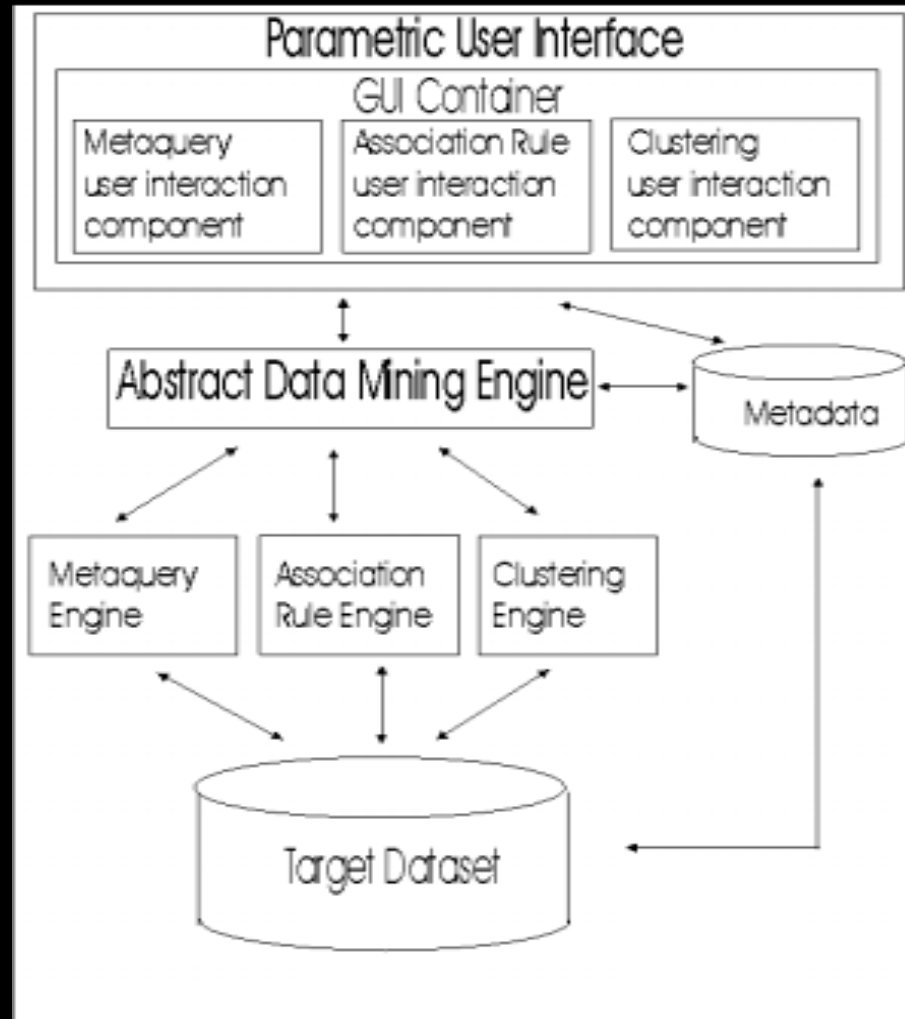 Parametric User Interface
GUI Container
Metaquery
user interaction
component
Association Rule
user interaction
component
Clustering
user interaction
component
Abstract Data Mining Engine
Metadata
Metaquery
Engine
Association
Rule Engine
Clustering
Engine
Target Dataset